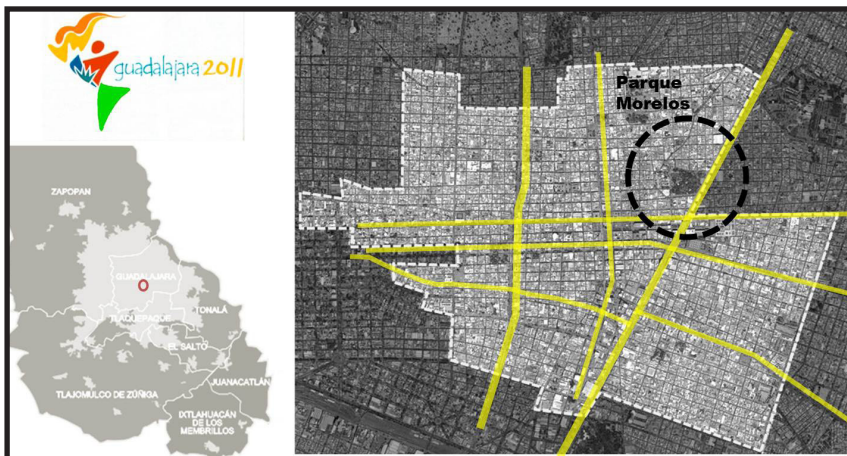 guadalajara 2011
Parque
Morelos
ZAPOPAN
GUADALAJARA
TONALÁ
TLAQUEPAQUE
EL SALTO
JUANACATLÁN
TLAJOMULCO DE ZÚÑIGA
IXTLAHUACÁN
DE LOS
MEMBRILLOS